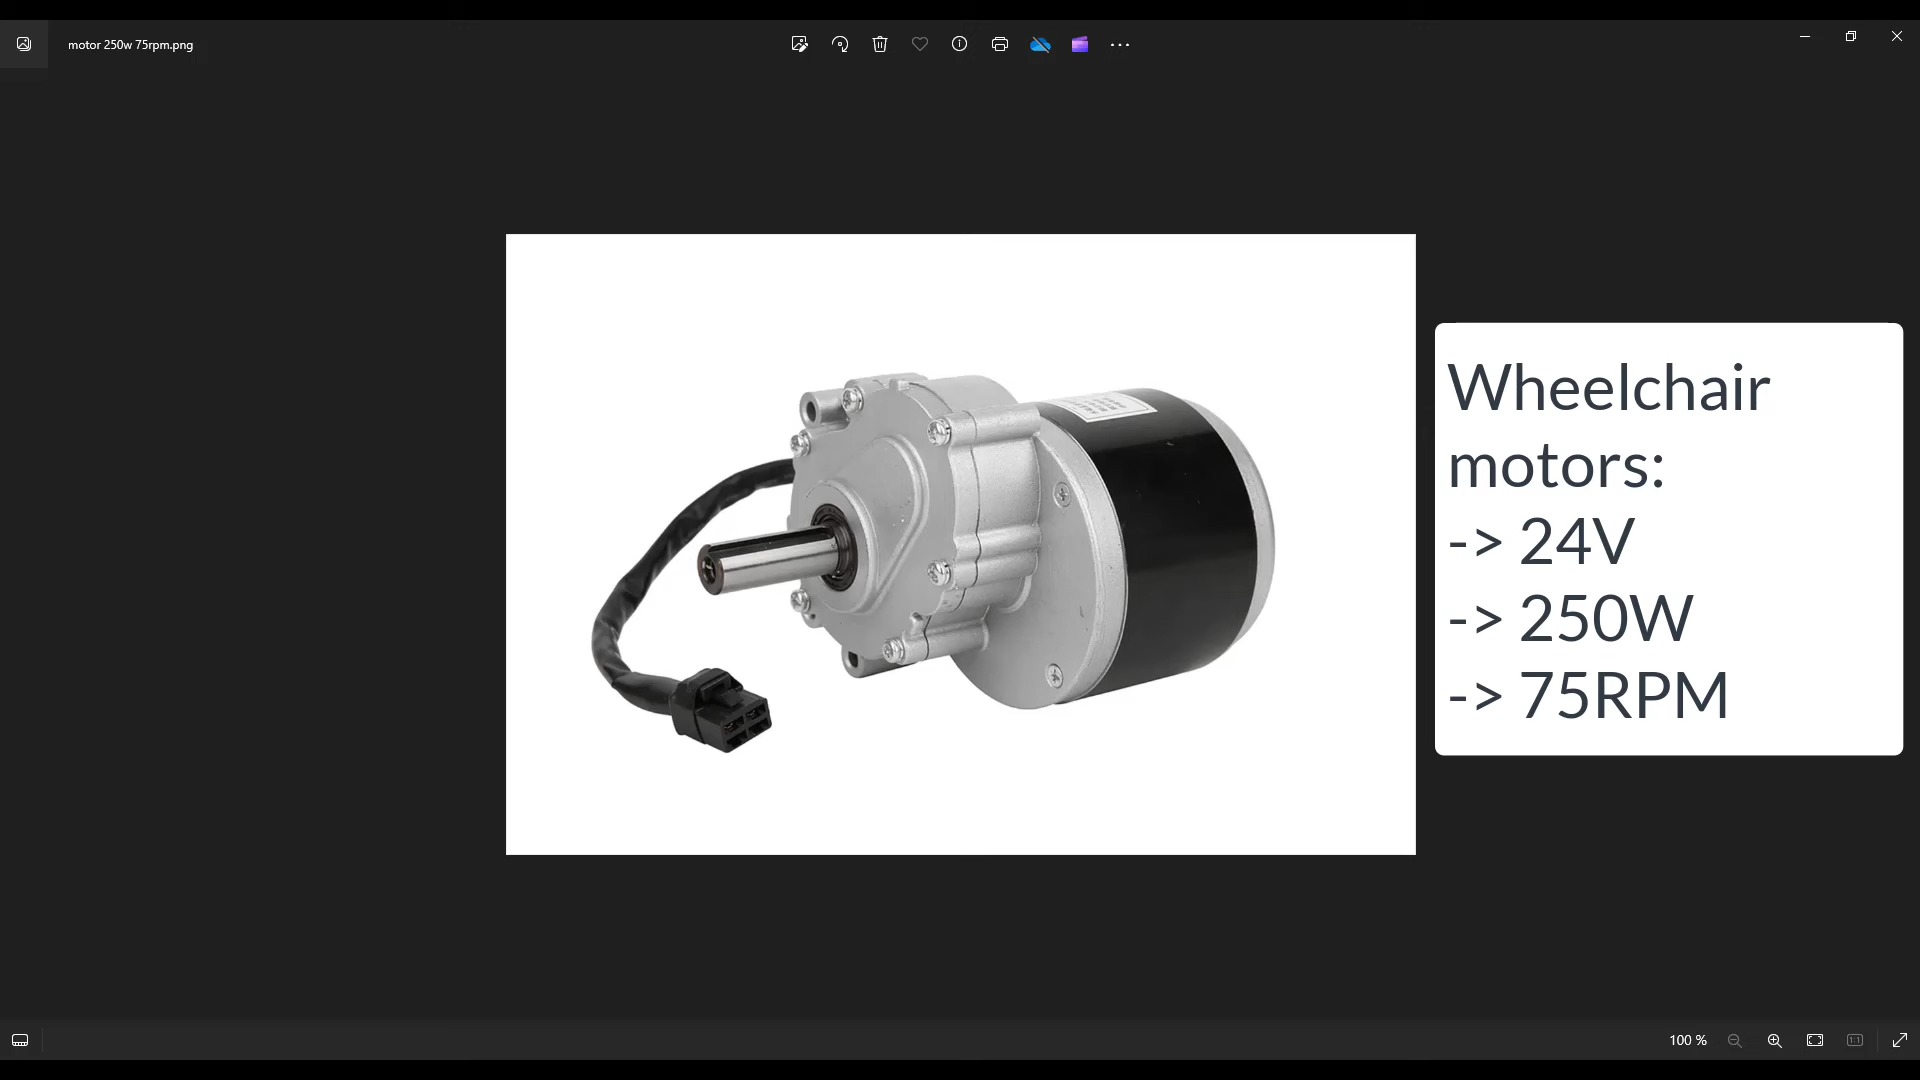 motor 250w 75rpm.png
Wheelchair
motors:
-> 24V
-> 250W
-> 75RPM
100 %